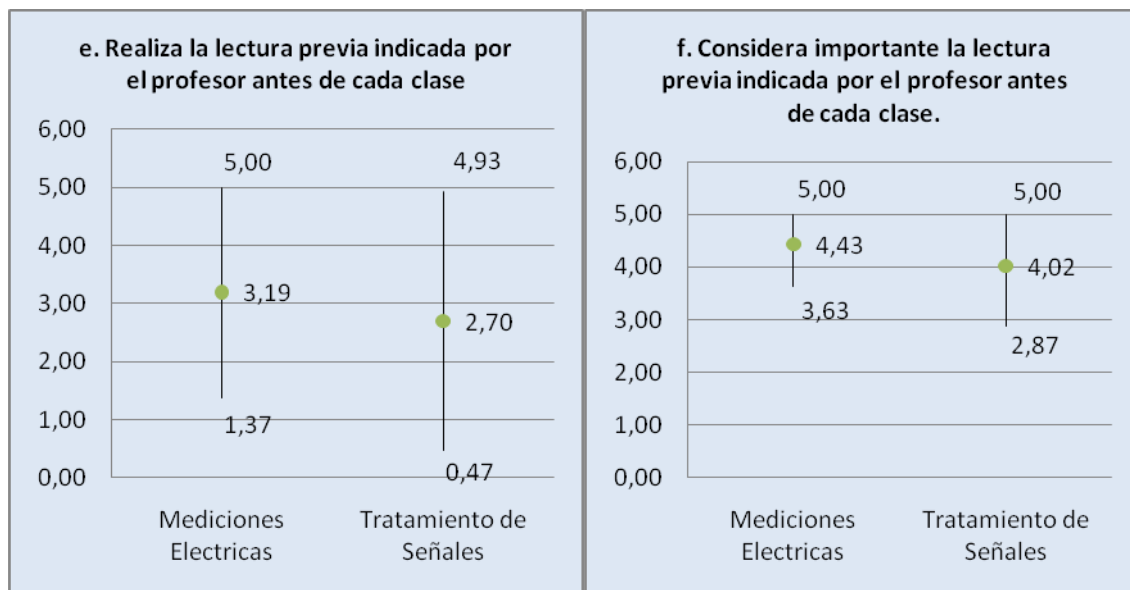 e. Realiza la lectura previa indicada por
el profesor antes de cada clase
6,00
5,00
4,00
3,00
2,00
1,00
0,00
5,00
4,93
3,19
2,70
1,37
0,47
Mediciones
Electricas
Tratamiento de
Señales
f. Considera importante la lectura
previa indicada por el profesor antes
de cada clase.
6,00
5,00
4,00
3,00
2,00
1,00
0,00
5,00
5,00
4,43
4,02
3,63
2,87
Mediciones
Electricas
Tratamiento de
Señales